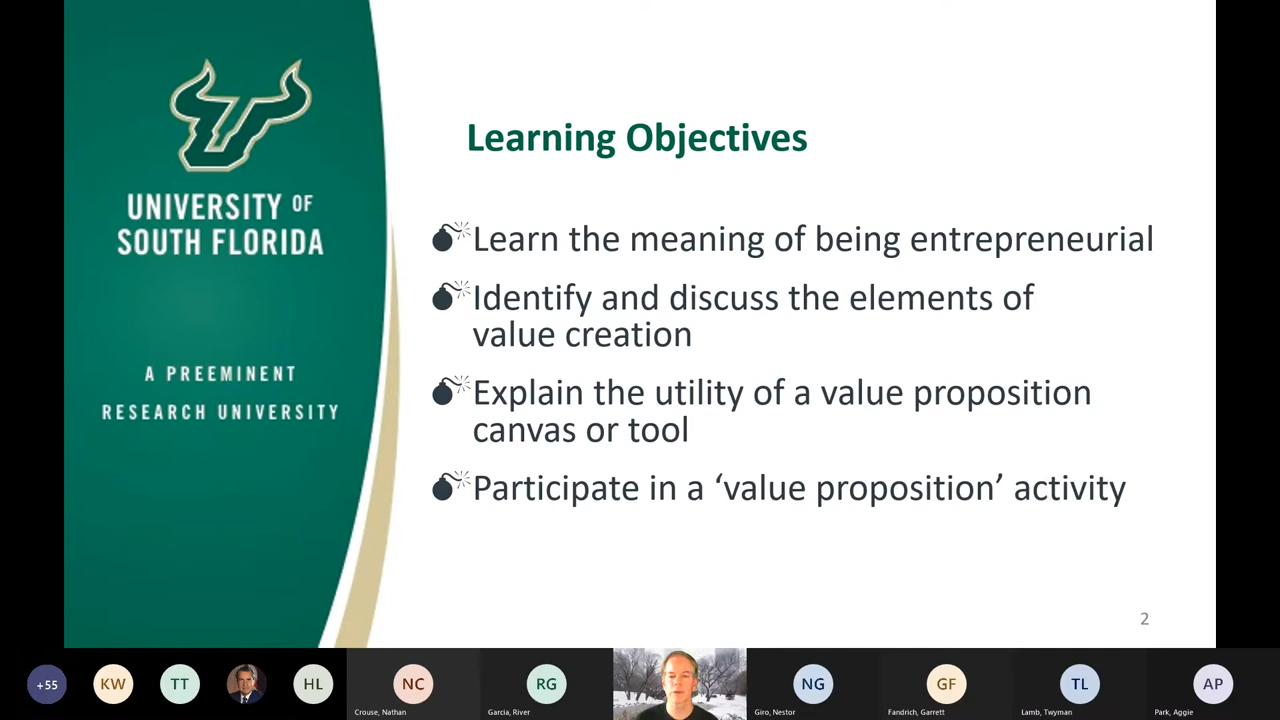 UNIVERSITY OF
SOUTH FLORIDA
A PREEMINENT
RESEARCH UNIVERSITY
Learning Objectives
Learn the meaning of being entrepreneurial
Identify and discuss the elements of
value creation
Explain the utility of a value proposition
canvas or tool
Participate in a ‘value proposition’ activity
2
+55
KW
TT
HL
NC
Crouse, Nathan
RG
Garcia, River
NG
Giro, Nestor
GF
Fandrich, Garrett
TL
Lamb, Twyman
AP
Park, Aggie